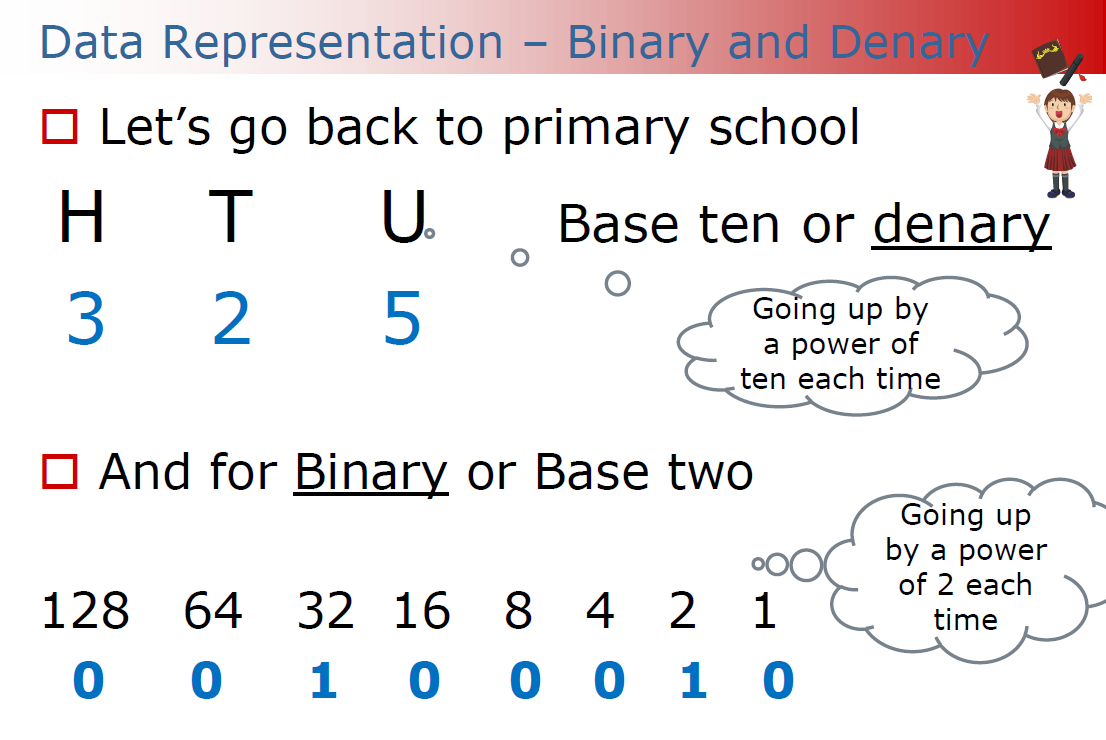 Data Representation – Binary and Denary
Let’s go back to primary school
H T U
Base ten or denary
3 2 5
Going up by
a power of
ten each time
And for Binary or Base two
Going up
by a power
of 2 each
time
128 64 32 16 8 4 2 1
0 0 1 0 0 0 1 0